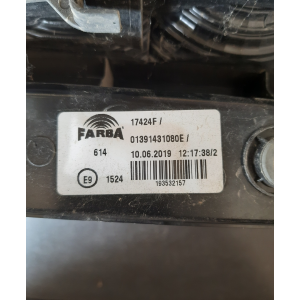 FARBA
17424F /
01391431080E /
614
10.06.2019 12:17:38/2
E9 1524
193532157